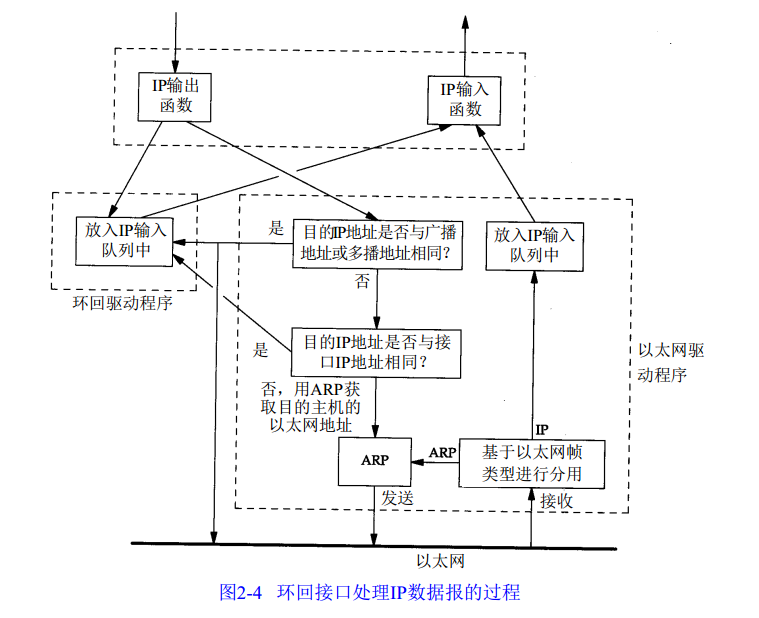 IP输出
函数
IP输入
函数
放入IP输入
队列中
是
目的IP地址是否与广播
地址或多播地址相同？
放入IP输入
队列中
环回驱动程序
否
是
目的IP地址是否与接
口IP地址相同？
以太网驱
动程序
否，用ARP获
取目的主机的
以太网地址
IP
ARP
ARP
基于以太网帧
类型进行分用
发送
接收
以太网
图2-4 环回接口处理IP数据报的过程